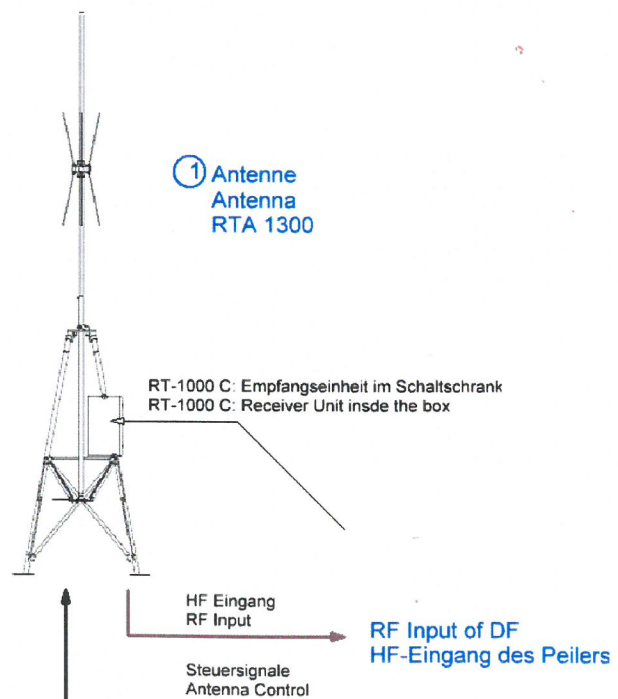 1 Antenne
Antenna
RTA 1300
RT-1000 C: Empfangseinheit im Schaltschrank
RT-1000 C: Receiver Unit insde the box
HF Eingang
RF Input
RF Input of DF
HF-Eingang des Peilers
Steuersignale
Antenna Control